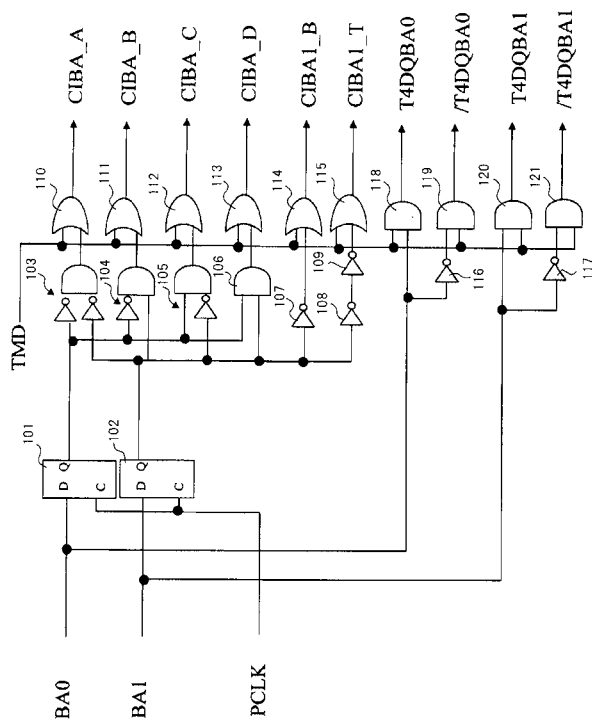 TMD
BA0
BA1
PCLK
101
D
Q
C
102
D
Q
C
103
104
105
106
107
108
109
110
111
112
113
114
115
116
117
118
119
120
121
CIBA_A
CIBA_B
CIBA_C
CIBA_D
CIBA1_B
CIBA1_T
T4DQBA0
/T4DQBA0
T4DQBA1
/T4DQBA1